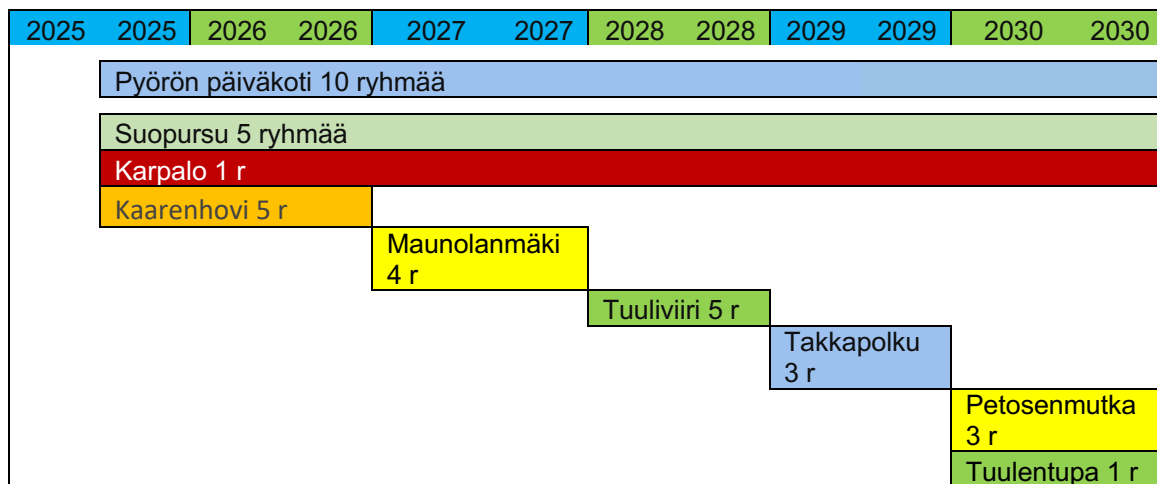 2025 2025 2026 2026 2027 2027 2028 2028 2029 2029 2030 2030
Pyörön päiväkoti 10 ryhmää
Suopursu 5 ryhmää
Karpalo 1 r
Kaarenhovi 5 r
Maunolanmäki
4 r
Tuuliviiri 5 r
Takkapolku
3 r
Petosenmutka
3 r
Tuulentupa 1 r